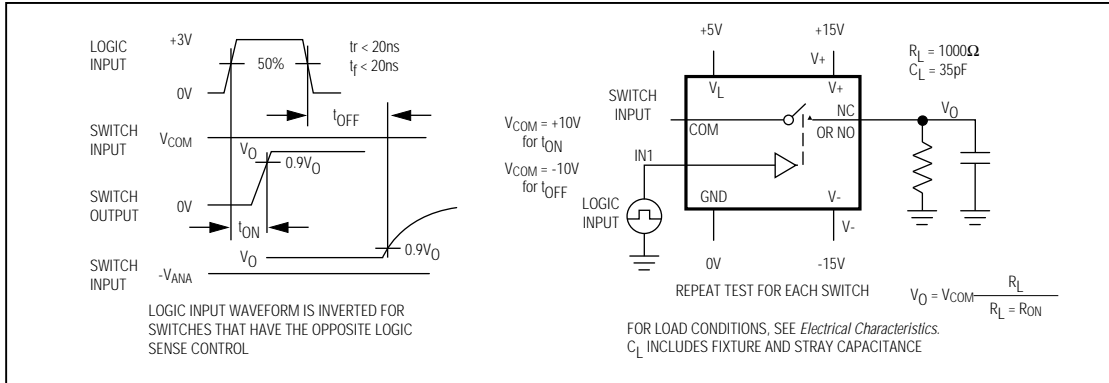 LOGIC
INPUT
+3V
0V
50%
tr < 20ns
tf < 20ns
tOFF
SWITCH
INPUT
VCOM
VO
0.9VO
SWITCH
OUTPUT
0V
tON
VO
0.9VO
SWITCH
INPUT
-VANA
LOGIC INPUT WAVEFORM IS INVERTED FOR
SWITCHES THAT HAVE THE OPPOSITE LOGIC
SENSE CONTROL
+5V
+15V
V+
VL
V+
RL = 1000Ω
CL = 35pF
SWITCH
INPUT
COM
NC
OR NO
VO
VCOM = +10V
for tON
VCOM = -10V
for tOFF
IN1
LOGIC
INPUT
GND
V-
V-
0V
-15V
REPEAT TEST FOR EACH SWITCH
VO = VCOM RL
RL = RON
FOR LOAD CONDITIONS, SEE Electrical Characteristics.
CL INCLUDES FIXTURE AND STRAY CAPACITANCE